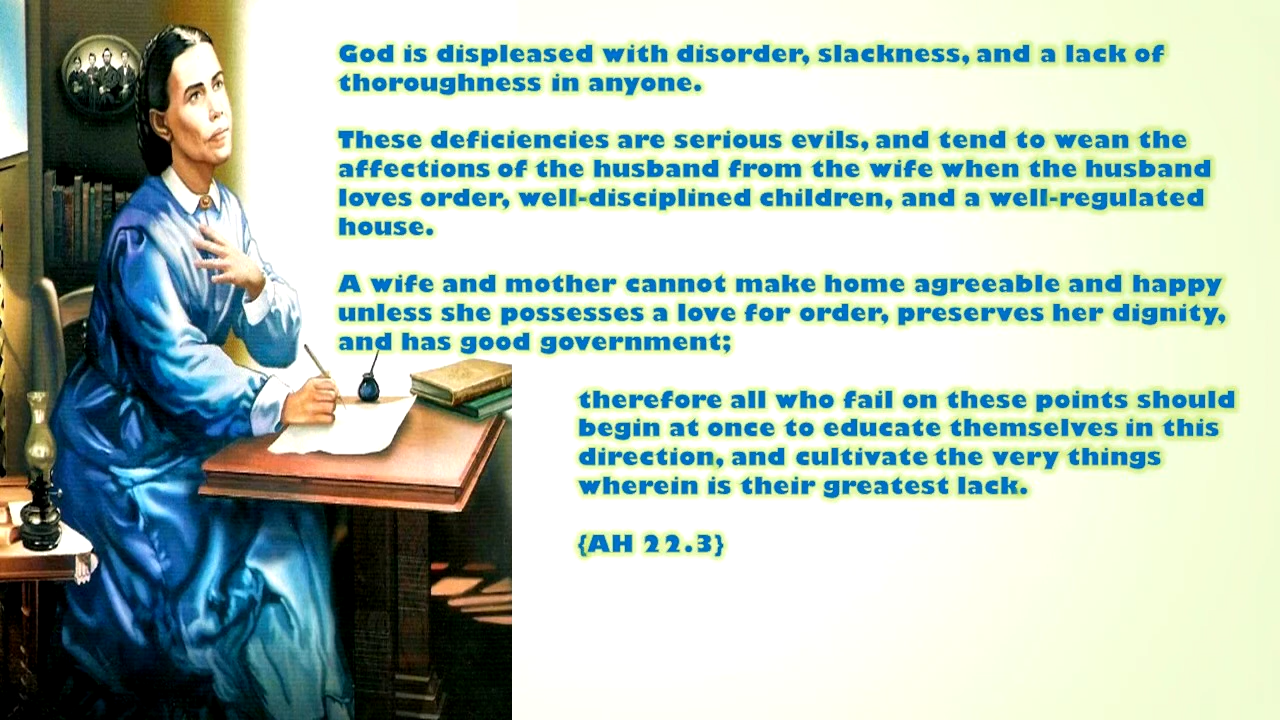 God is displeased with disorder, slackness, and a lack of
thoroughness in anyone.
These deficiencies are serious evils, and tend to wean the
affections of the husband from the wife when the husband
loves order, well-disciplined children, and a well-regulated
house.
A wife and mother cannot make home agreeable and happy
unless she possesses a love for order, preserves her dignity,
and has good government;
therefore all who fail on these points should
begin at once to educate themselves in this
direction, and cultivate the very things
wherein is their greatest lack.
{AH 22.3}